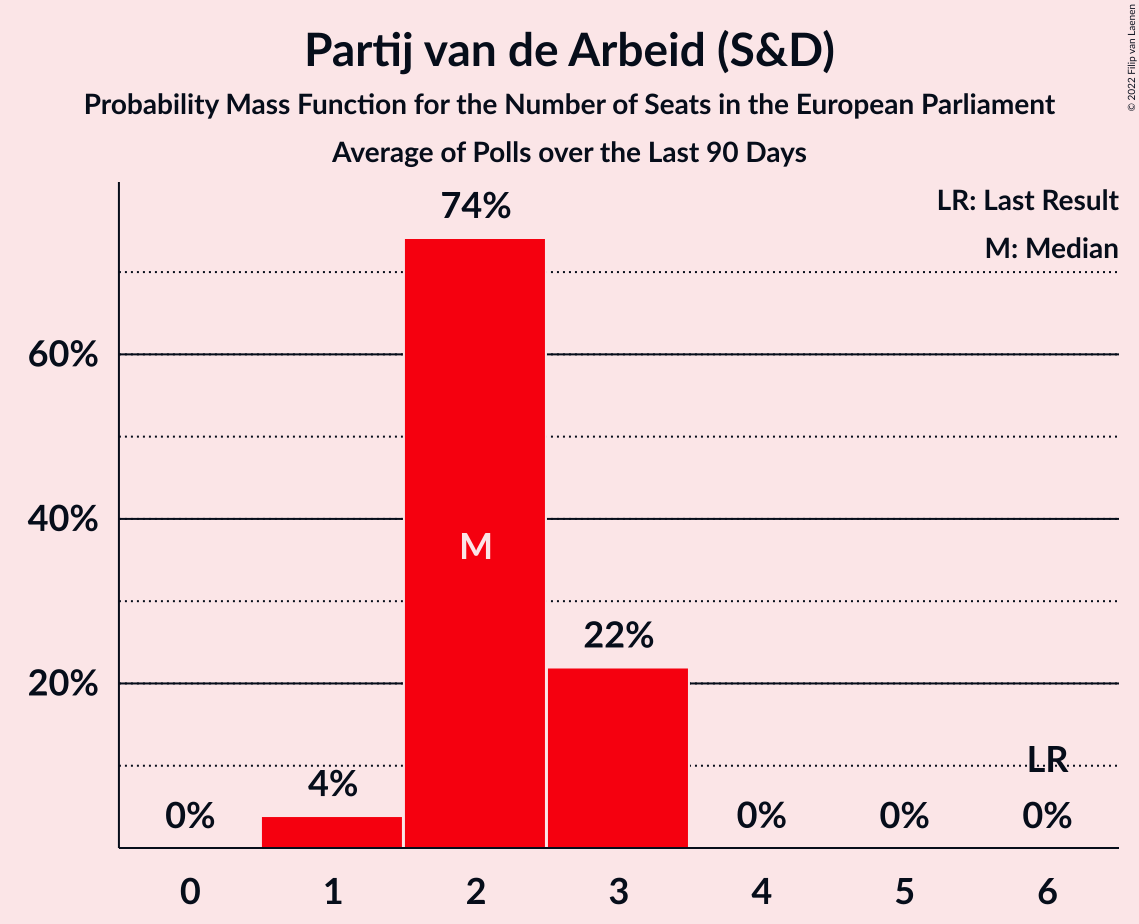 Partij van de Arbeid (S&D)
Probability Mass Function for the Number of Seats in the European Parliament
Average of Polls over the Last 90 Days
© 2022 Filip van Laenen
LR: Last Result
M: Median
74%
60%
40%
M
22%
20%
LR
4%
0%
0%
0%
0%
0 1 2 3 4 5 6